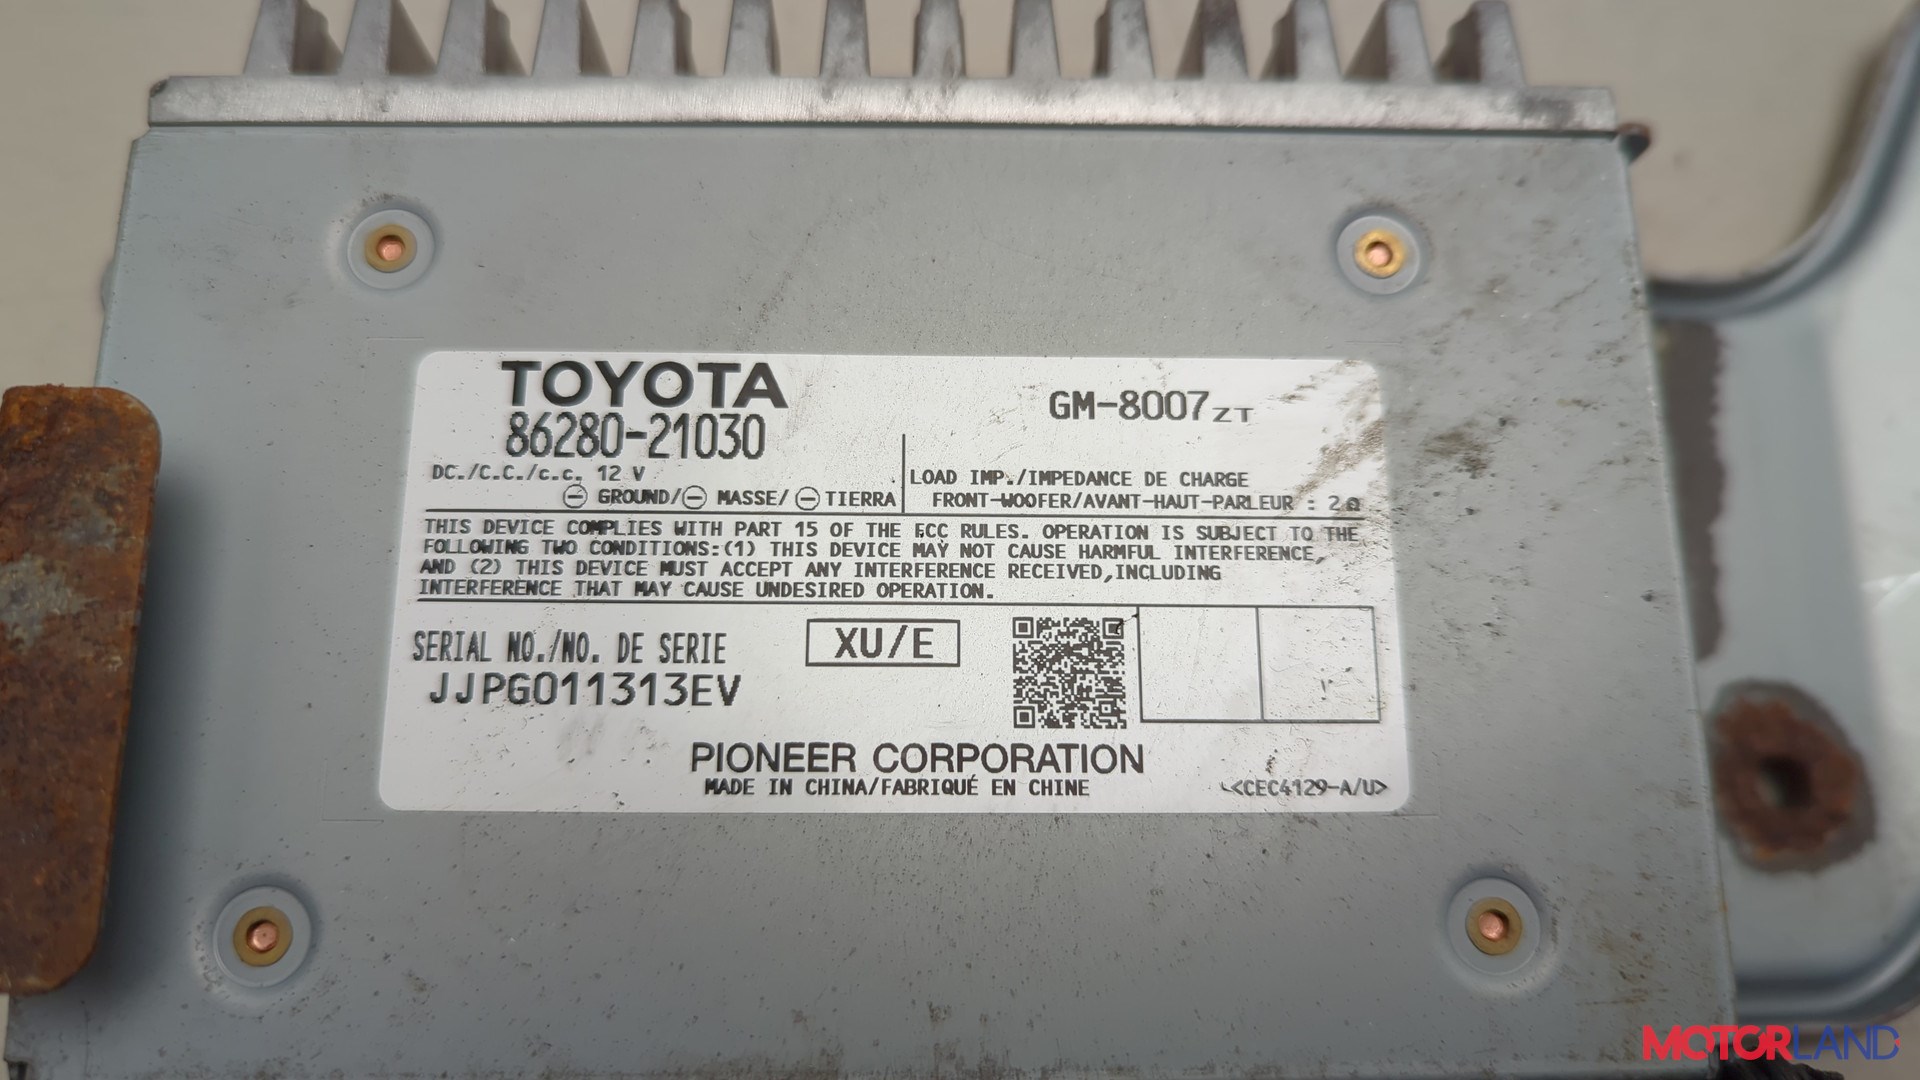 TOYOTA
86280-21030
GM-8007ZT
DC./C.C./c.c. 12 V
⊖ GROUND/⊖ MASSE/⊖ TIERRA
LOAD IMP./IMPEDANCE DE CHARGE
FRONT-WOOFER/AVANT-HAUT-PARLEUR : 2Ω
THIS DEVICE COMPLIES WITH PART 15 OF THE FCC RULES. OPERATION IS SUBJECT TO THE
FOLLOWING TWO CONDITIONS:(1) THIS DEVICE MAY NOT CAUSE HARMFUL INTERFERENCE,
AND (2) THIS DEVICE MUST ACCEPT ANY INTERFERENCE RECEIVED,INCLUDING
INTERFERENCE THAT MAY CAUSE UNDESIRED OPERATION.
SERIAL NO./NO. DE SERIE
JJPG011313EV
XU/E
PIONEER CORPORATION
MADE IN CHINA/FABRIQUÉ EN CHINE
<CEC4129-A/U>
MOTORLAND